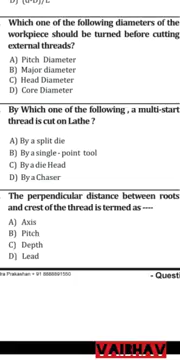 D) (d-D)/L
Which one of the following diameters of the
workpiece should be turned before cutting
external threads?
A) Pitch Diameter
B) Major diameter
C) Head Diameter
D) Core Diameter
By Which one of the following , a multi-start
thread is cut on Lathe ?
A) By a split die
B) By a single - point tool
C) By a die Head
D) By a Chaser
The perpendicular distance between roots
and crest of the thread is termed as ----
A) Axis
B) Pitch
C) Depth
D) Lead
Prakashan + 91 8888891550
- Questi
VAIBHAV